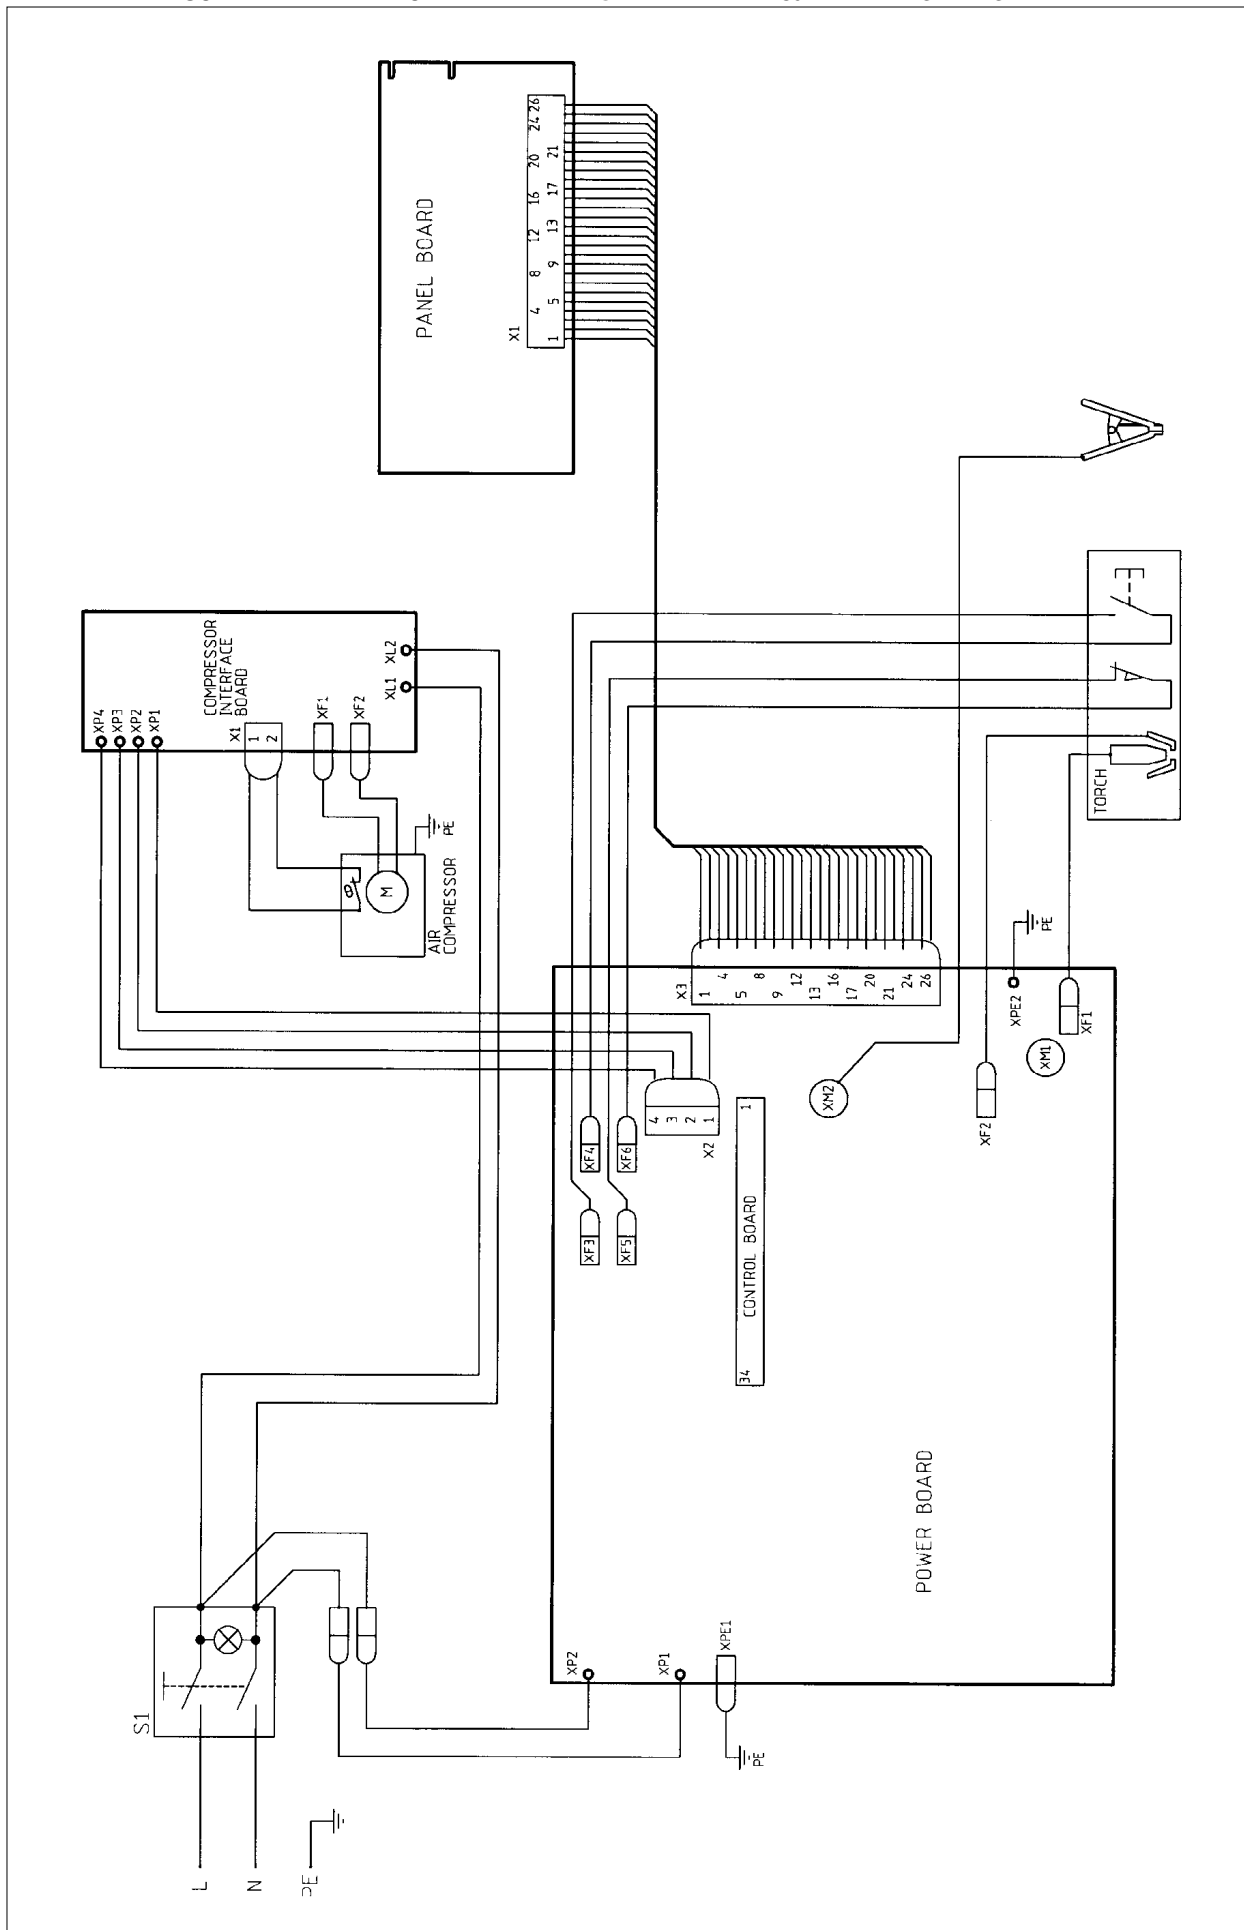 PANEL BOARD
X1
1 4 5 8 9 12 13 16 17 20 21 24 26
COMPRESSOR
INTERFACE
BOARD
XP4
XP3
XP2
XP1
X1
1
2
XF1
XF2
XL1
XL2
M
PE
AIR
COMPRESSOR
TORCH
X3
1
4
5
8
9
12
13
16
17
20
21
24
26
XPE2
PE
XF1
XM1
XM2
XF2
X2
4
3
2
1
XF4
XF6
XF3
XF5
34 CONTROL BOARD 1
POWER BOARD
XP2
XP1
XPE1
PE
S1
L
N
PE